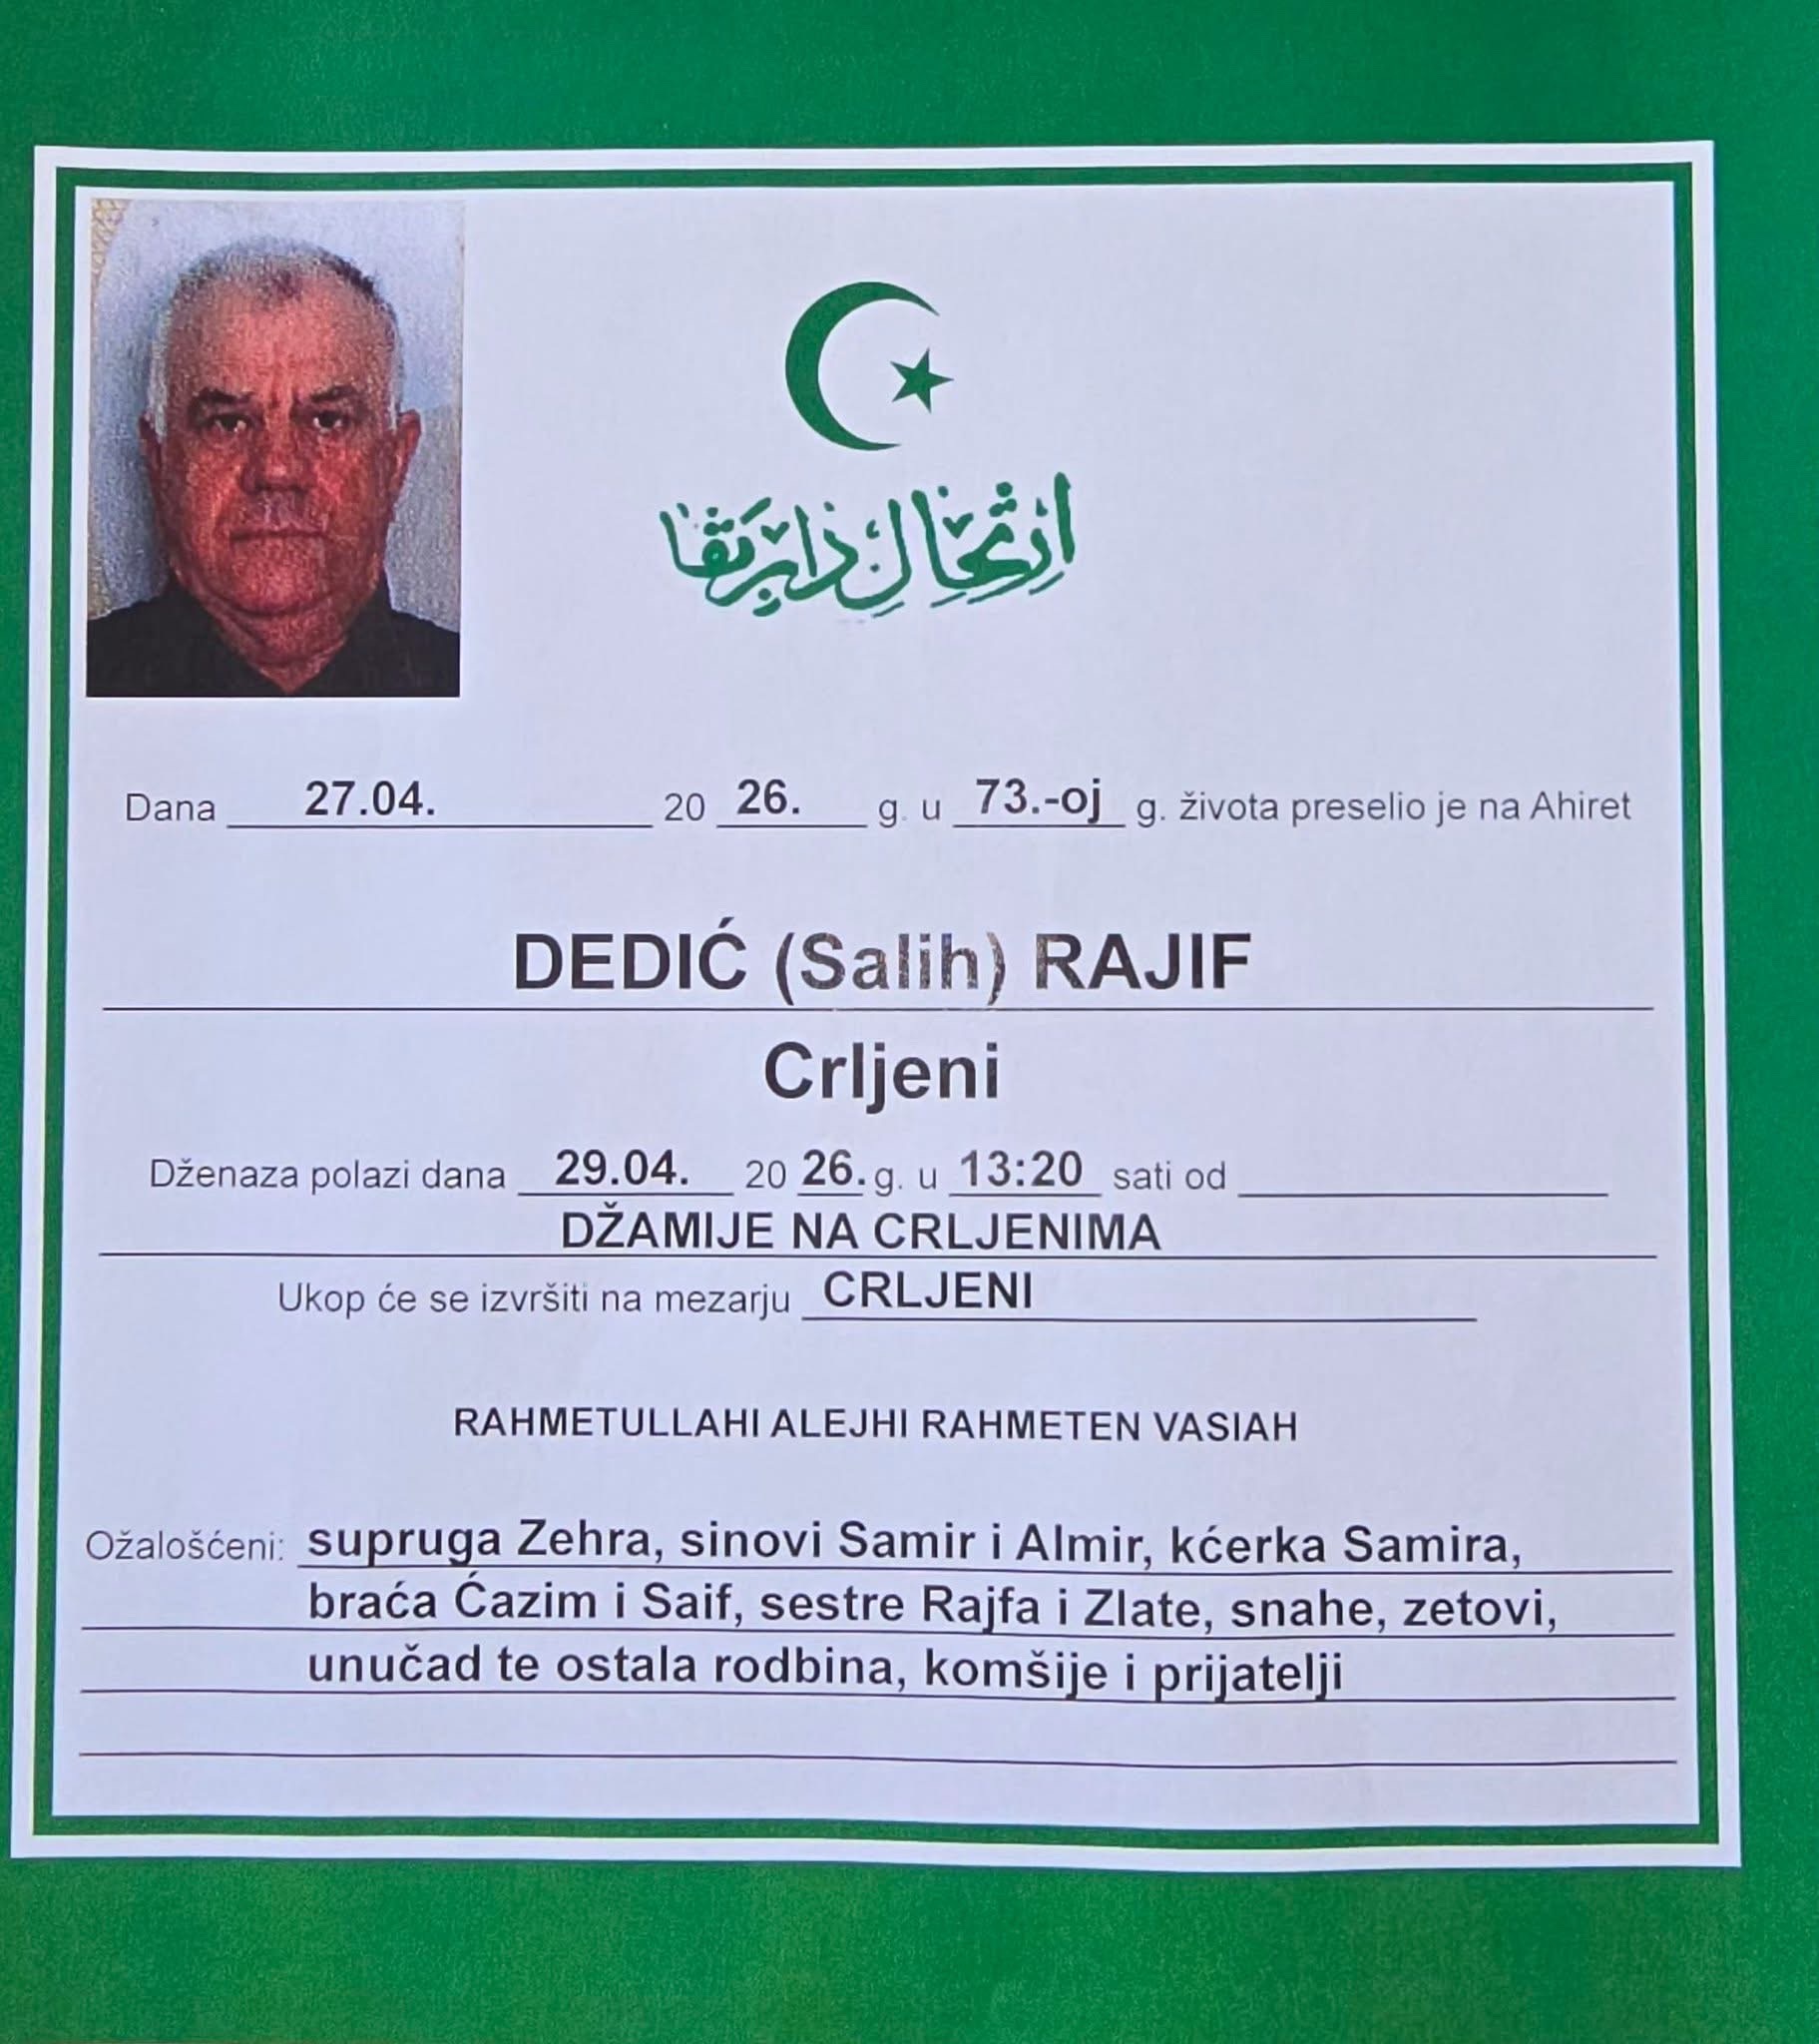 ارتحال دار بقا
Dana 27.04. 20 26. g. u 73.-oj g. života preselio je na Ahiret
DEDIĆ (Salih) RAJIF
Crljeni
Dženaza polazi dana 29.04. 20 26. g. u 13:20 sati od
DŽAMIJE NA CRLJENIMA
Ukop će se izvršiti na mezarju CRLJENI
RAHMETULLAHI ALEJHI RAHMETEN VASIAH
Ožalošćeni: supruga Zehra, sinovi Samir i Almir, kćerka Samira,
braća Ćazim i Saif, sestre Rajfa i Zlate, snahe, zetovi,
unučad te ostala rodbina, komšije i prijatelji